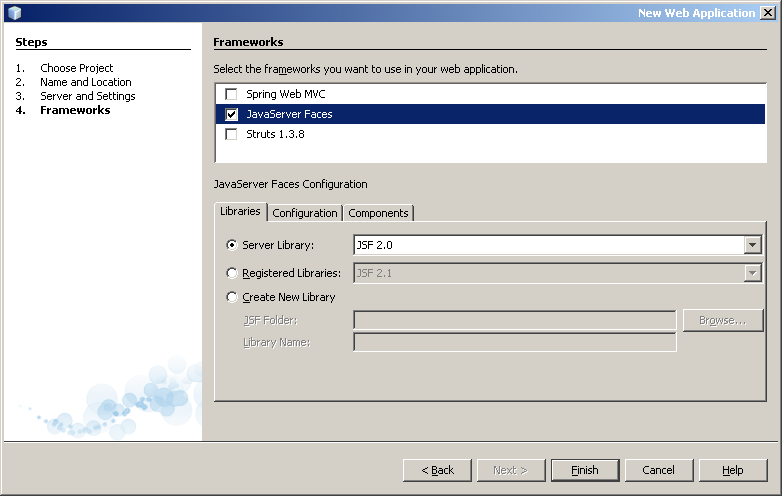 New Web Application
Steps
1. Choose Project
2. Name and Location
3. Server and Settings
4. Frameworks
Frameworks
Select the frameworks you want to use in your web application.
Spring Web MVC
JavaServer Faces
Struts 1.3.8
JavaServer Faces Configuration
Libraries Configuration Components
Server Library: JSF 2.0
Registered Libraries: JSF 2.1
Create New Library
JSF Folder: Browse...
Library Name:
< Back Next > Finish Cancel Help